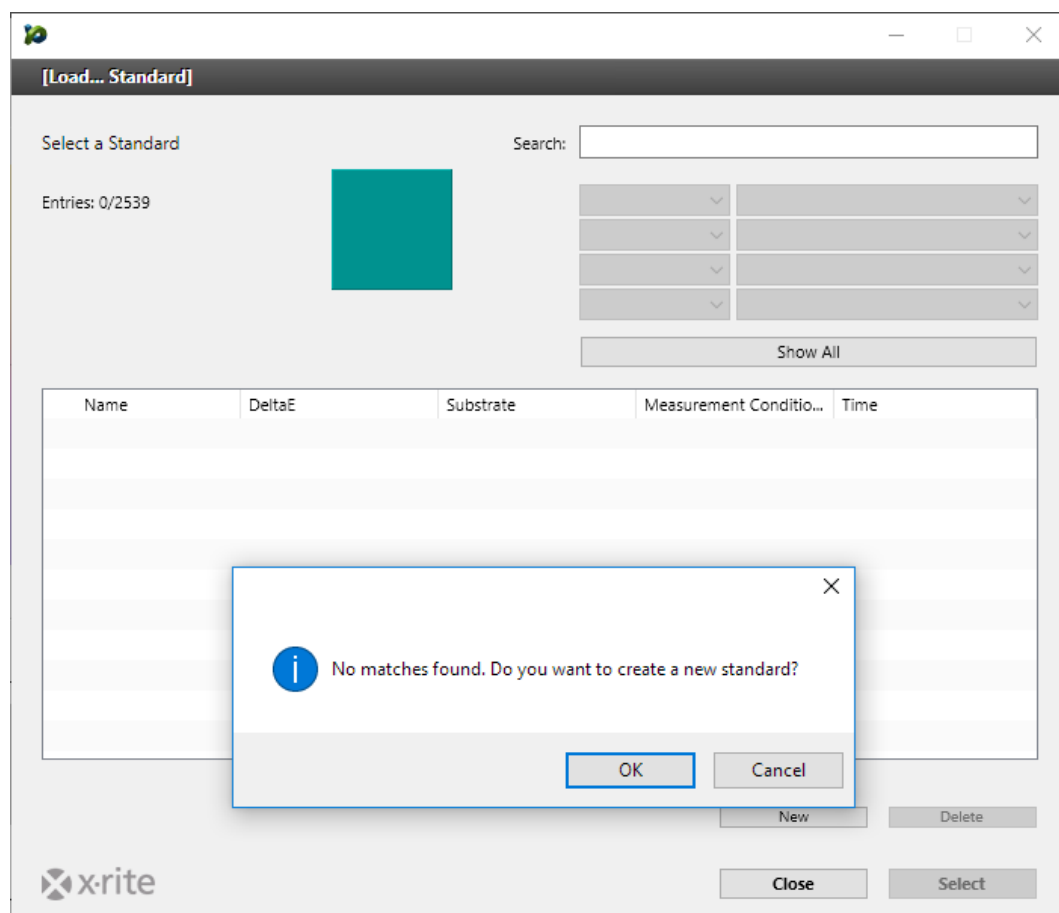 [Load... Standard]
Select a Standard
Search:
Entries: 0/2539
Show All
Name DeltaE Substrate Measurement Conditio... Time
No matches found. Do you want to create a new standard?
OK Cancel
New Delete
x·rite
Close Select